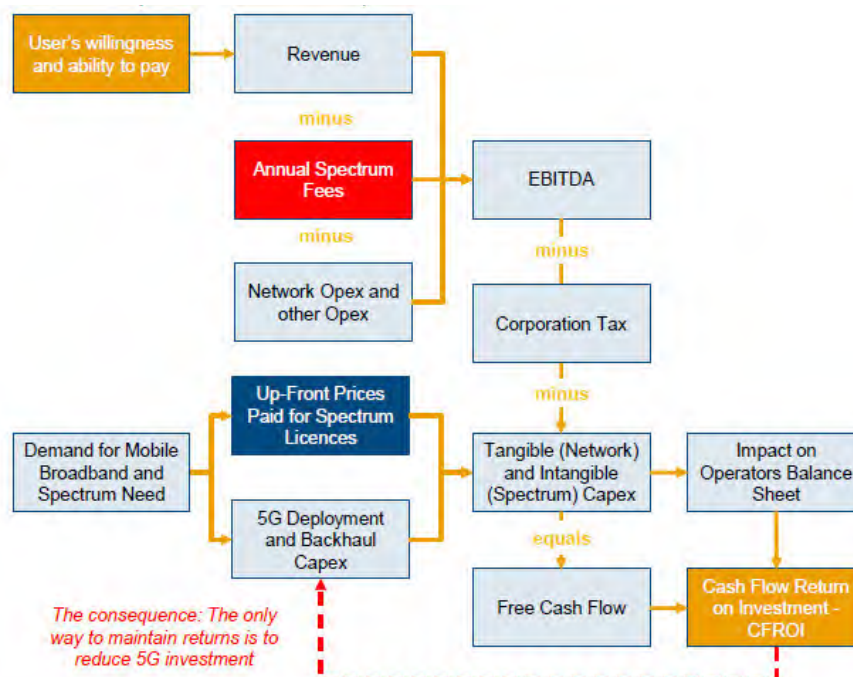 User's willingness
and ability to pay
Revenue
minus
Annual Spectrum
Fees
EBITDA
minus
minus
Network Opex and
other Opex
Corporation Tax
minus
Up-Front Prices
Paid for Spectrum
Licences
Demand for Mobile
Broadband and
Spectrum Need
Tangible (Network)
and Intangible
(Spectrum) Capex
Impact on
Operators Balance
Sheet
5G Deployment
and Backhaul
Capex
equals
Free Cash Flow
Cash Flow Return
on Investment -
CFROI
The consequence: The only
way to maintain returns is to
reduce 5G investment